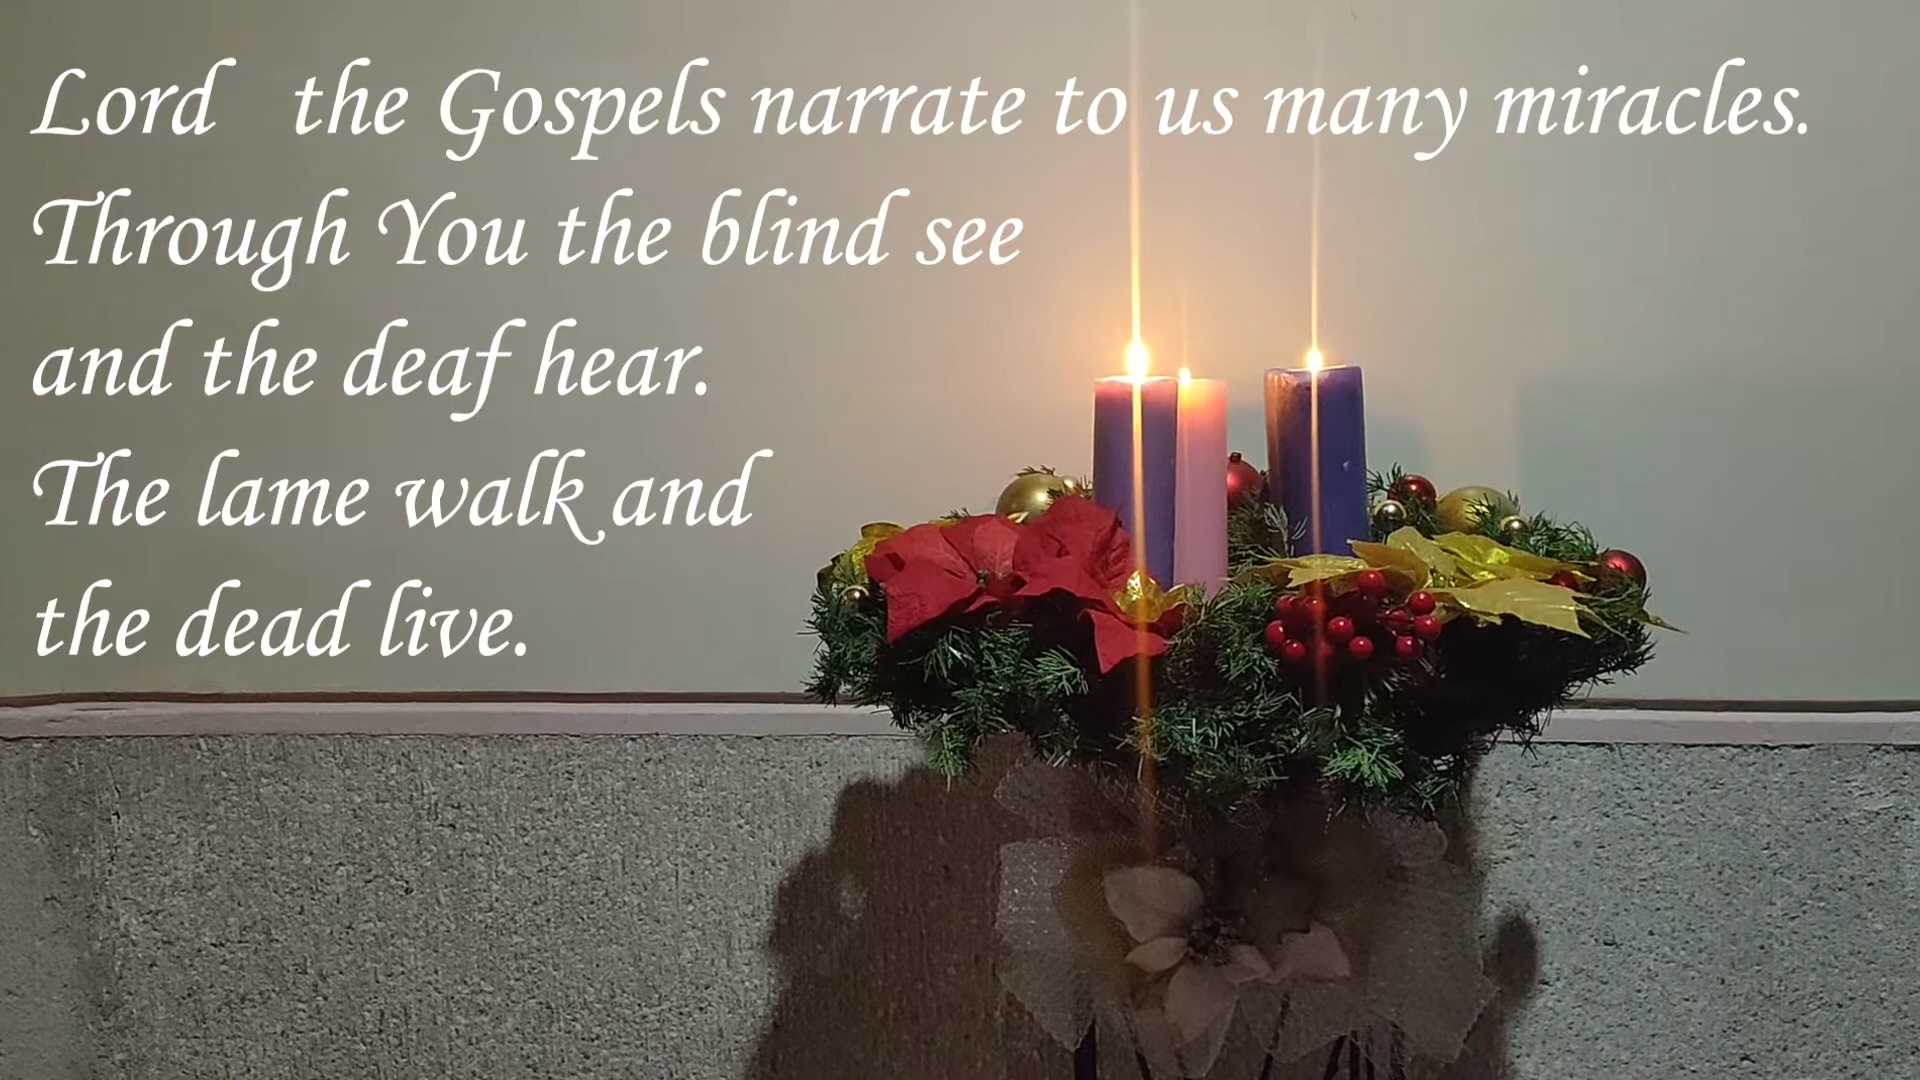 Lord the Gospels narrate to us many miracles.
Through You the blind see
and the deaf hear.
The lame walk and
the dead live.